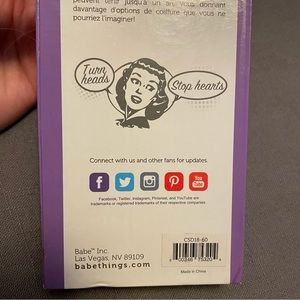 peuvent tenir jusqu'à un an, vous donnant
davantage d'options de coiffure que vous ne
pourriez l'imaginer!
Turn
heads
Stop hearts
Connect with us and other fans for updates.
You
Tube
Facebook, Twitter, Instagram, Pinterest, and YouTube are
trademarks or registered trademarks of their respective companies.
Babe™ Inc.
Las Vegas, NV 89109
babethings.com
CSD18-60
Made in China